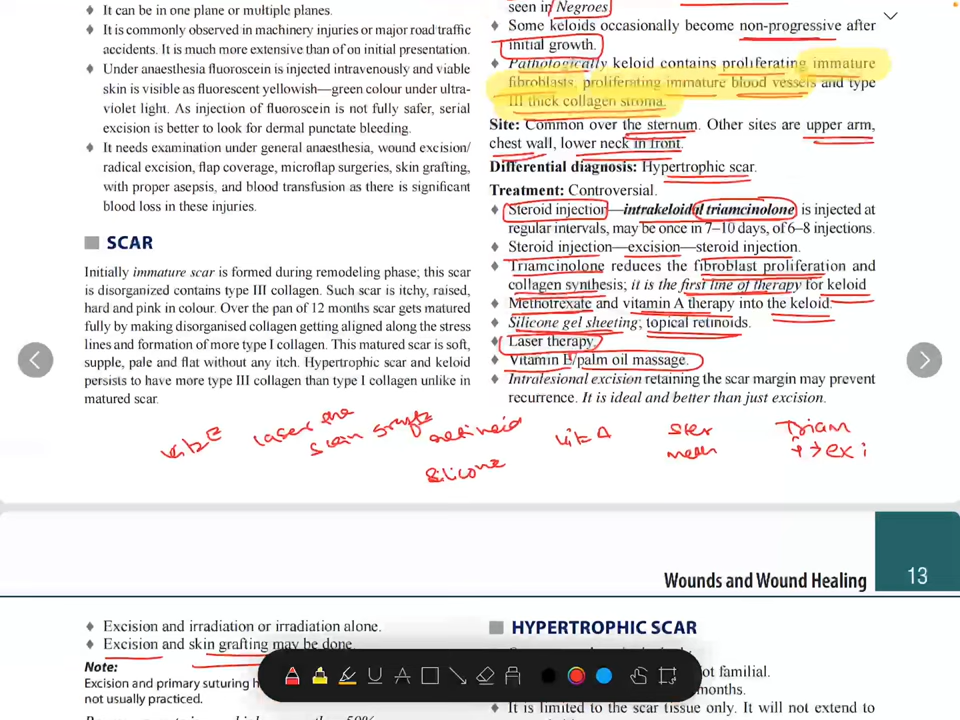 ♦ It can be in one plane or multiple planes.
♦ It is commonly observed in machinery injuries or major road traffic
accidents. It is much more extensive than of on initial presentation.
♦ Under anaesthesia fluoroscein is injected intravenously and viable
skin is visible as fluorescent yellowish—green colour under ultra-
violet light. As injection of fluoroscein is not fully safer, serial
excision is better to look for dermal punctate bleeding.
♦ It needs examination under general anaesthesia, wound excision/
radical excision, flap coverage, microflap surgeries, skin grafting,
with proper asepsis, and blood transfusion as there is significant
blood loss in these injuries.
SCAR
Initially immature scar is formed during remodeling phase; this scar
is disorganized contains type III collagen. Such scar is itchy, raised,
hard and pink in colour. Over the pan of 12 months scar gets matured
fully by making disorganised collagen getting aligned along the stress
lines and formation of more type I collagen. This matured scar is soft,
supple, pale and flat without any itch. Hypertrophic scar and keloid
persists to have more type III collagen than type I collagen unlike in
matured scar.
seen in Negroes
♦ Some keloids occasionally become non-progressive after
initial growth.
♦ Pathologically keloid contains proliferating immature
fibroblasts, proliferating immature blood vessels and type
III thick collagen stroma.
Site: Common over the sternum. Other sites are upper arm,
chest wall, lower neck in front.
Differential diagnosis: Hypertrophic scar.
Treatment: Controversial.
♦ Steroid injection—intrakeloidal triamcinolone is injected at
regular intervals, may be once in 7–10 days, of 6–8 injections.
♦ Steroid injection—excision—steroid injection.
♦ Triamcinolone reduces the fibroblast proliferation and
collagen synthesis; it is the first line of therapy for keloid
♦ Methotrexate and vitamin A therapy into the keloid.
♦ Silicone gel sheeting; topical retinoids.
♦ Laser therapy.
♦ Vitamin E/palm oil massage.
♦ Intralesional excision retaining the scar margin may prevent
recurrence. It is ideal and better than just excision.
vit E laser the skin grafts retinoid vit A Ster Triam
silicone meth → exi
Wounds and Wound Healing 13
♦ Excision and irradiation or irradiation alone.
♦ Excision and skin grafting may be done.
Note:
Excision and primary suturing h
not usually practiced.
HYPERTROPHIC SCAR
ot familial.
months.
♦ It is limited to the scar tissue only. It will not extend to